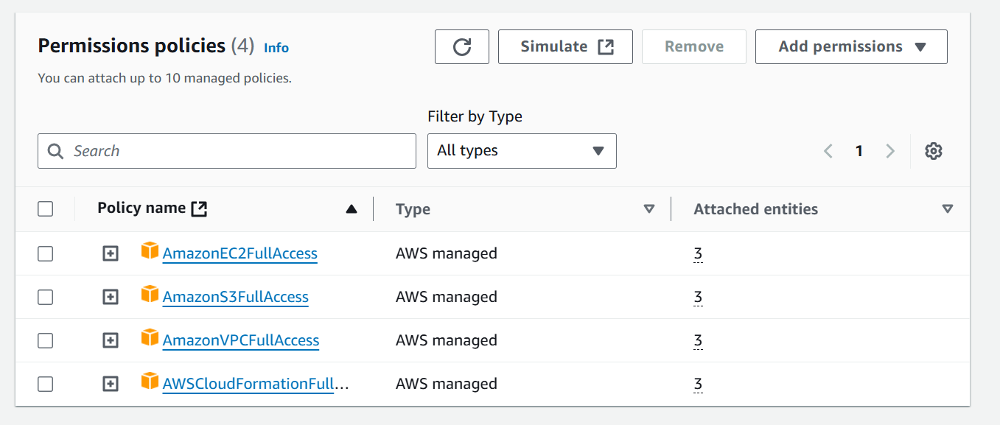 Permissions policies (4) Info
Simulate
Remove
Add permissions
You can attach up to 10 managed policies.
Filter by Type
Search
All types
1
Policy name
Type
Attached entities
AmazonEC2FullAccess AWS managed 3
AmazonS3FullAccess AWS managed 3
AmazonVPCFullAccess AWS managed 3
AWSCloudFormationFull... AWS managed 3